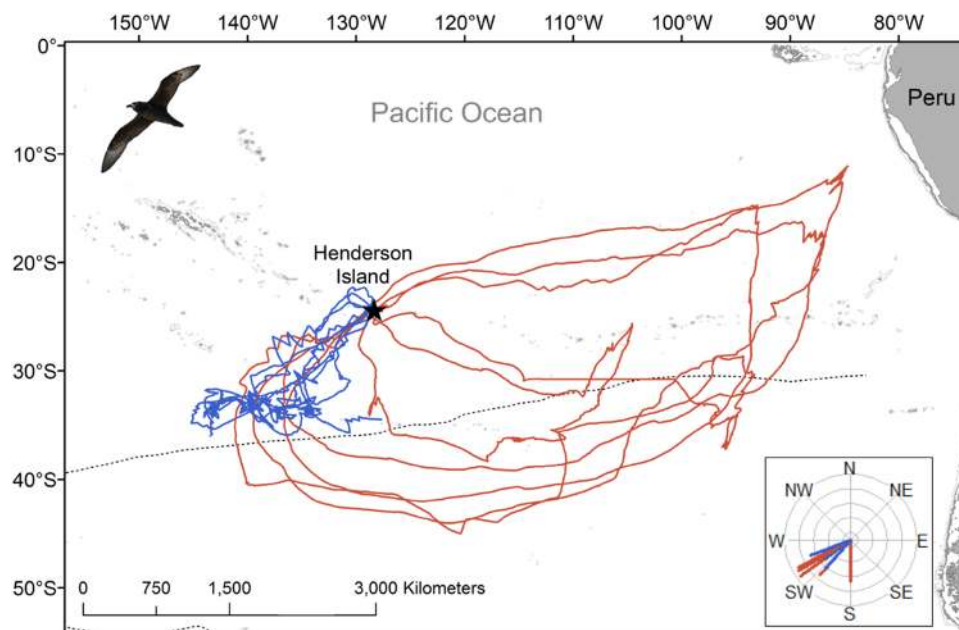 150°W 140°W 130°W 120°W 110°W 100°W 90°W 80°W
0°
Peru
Pacific Ocean
10°S
20°S
Henderson
Island
30°S
40°S
N
NW NE
W E
SW SE
S
50°S
0 750 1,500 3,000 Kilometers